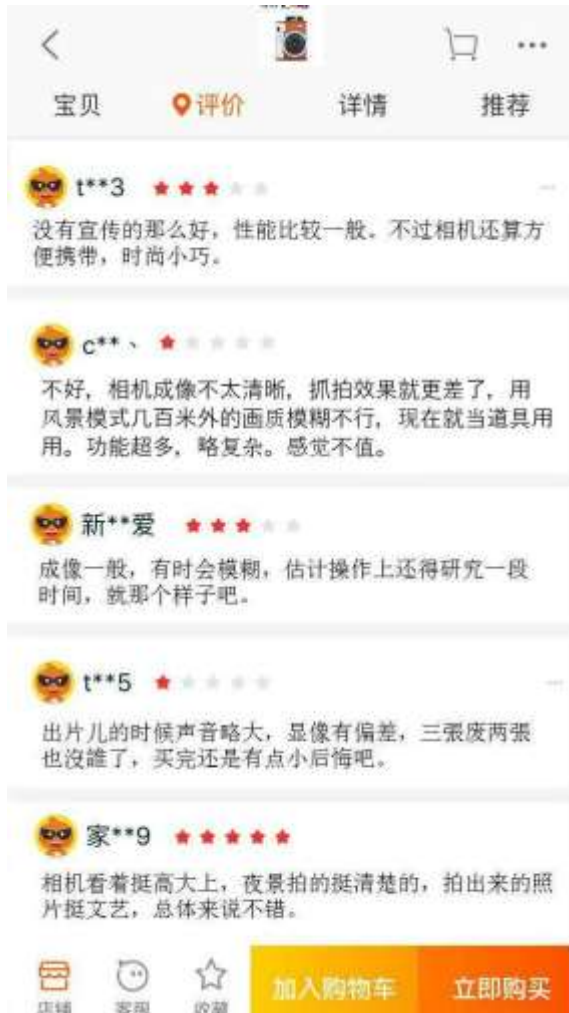 宝贝 评价 详情 推荐
t**3
没有宣传的那么好，性能比较一般、不过相机还算方
便携带，时尚小巧。
c**、
不好，相机成像不太清晰，抓拍效果就更差了，用
风景模式几百米外的画质模糊不行，现在就当道具用
用。功能超多，略复杂。感觉不值。
新**爱
成像一般，有时会模糊，估计操作上还得研究一段
时间，就那个样子吧。
t**5
出片儿的时候声音略大，显像有偏差，三張废两張
也沒誰了，买完还是有点小后悔吧。
家**9
相机看着挺高大上，夜景拍的挺清楚的，拍出来的照
片挺文艺，总体来说不错。
店铺 客服 收藏 加入购物车 立即购买